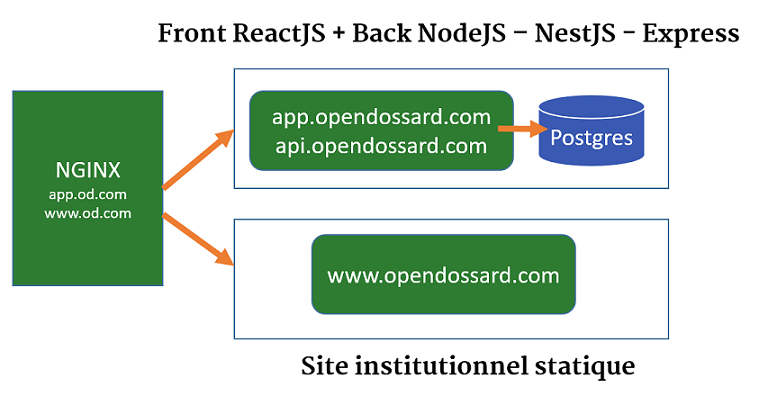 Front ReactJS + Back NodeJS – NestJS - Express
NGINX
app.od.com
www.od.com
app.opendossard.com
api.opendossard.com
Postgres
www.opendossard.com
Site institutionnel statique